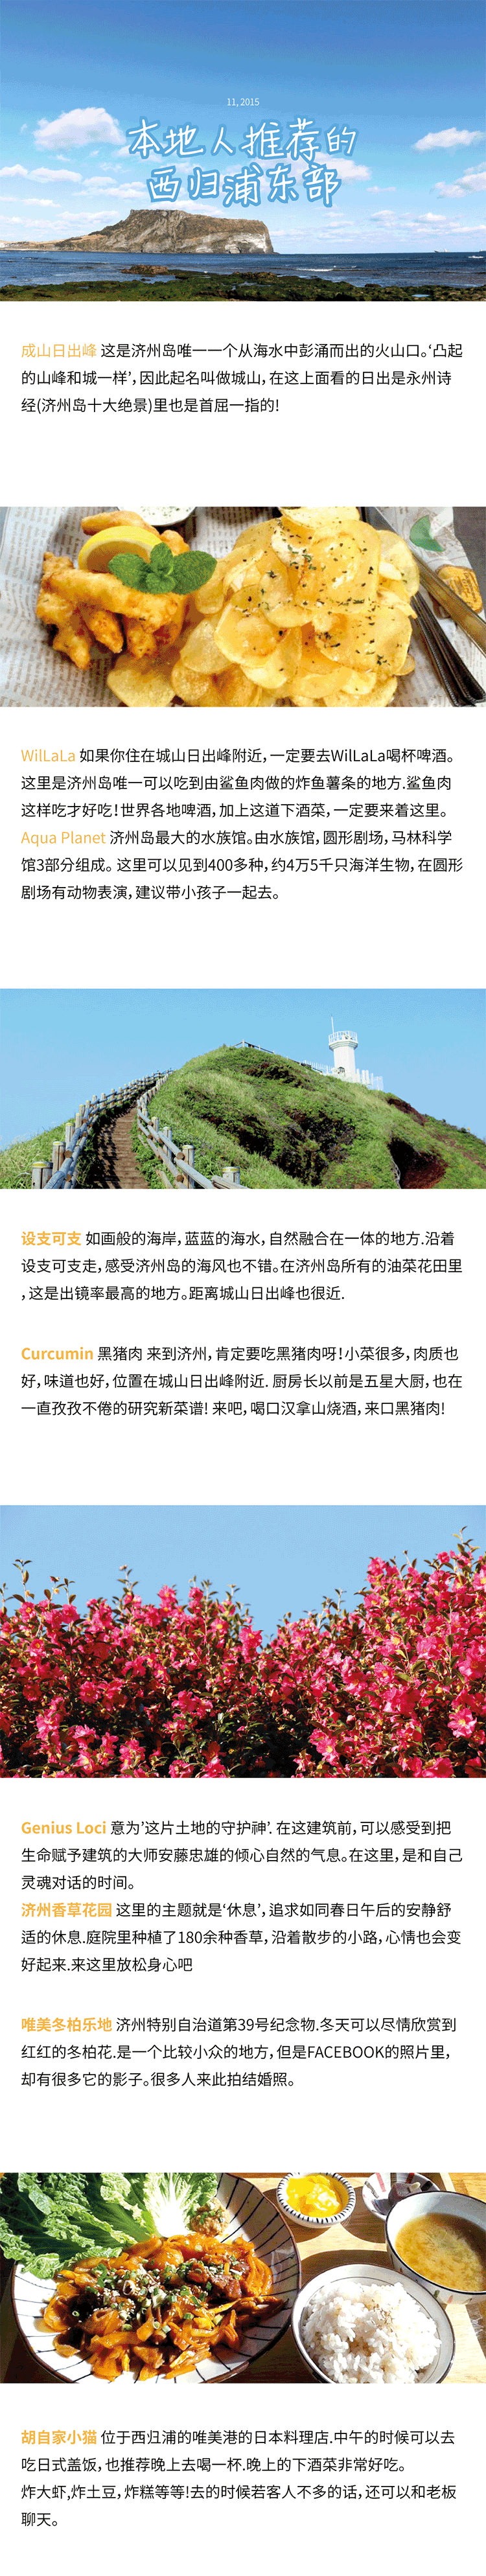 11, 2015
本地人推荐的
西归浦东部
成山日出峰 这是济州岛唯一一个从海水中彭涌而出的火山口。‘凸起
的山峰和城一样’，因此起名叫做城山，在这上面看的日出是永州诗
经(济州岛十大绝景)里也是首屈一指的!
WilLaLa 如果你住在城山日出峰附近，一定要去WilLaLa喝杯啤酒。
这里是济州岛唯一可以吃到由鲨鱼肉做的炸鱼薯条的地方.鲨鱼肉
这样吃才好吃！世界各地啤酒，加上这道下酒菜，一定要来着这里。
Aqua Planet 济州岛最大的水族馆。由水族馆，圆形剧场，马林科学
馆3部分组成。 这里可以见到400多种，约4万5千只海洋生物，在圆形
剧场有动物表演，建议带小孩子一起去。
设支可支 如画般的海岸，蓝蓝的海水，自然融合在一体的地方.沿着
设支可支走，感受济州岛的海风也不错。在济州岛所有的油菜花田里
，这是出镜率最高的地方。距离城山日出峰也很近.
Curcumin 黑猪肉 来到济州，肯定要吃黑猪肉呀！小菜很多，肉质也
好，味道也好，位置在城山日出峰附近. 厨房长以前是五星大厨，也在
一直孜孜不倦的研究新菜谱! 来吧，喝口汉拿山烧酒，来口黑猪肉!
Genius Loci 意为’这片土地的守护神’. 在这建筑前，可以感受到把
生命赋予建筑的大师安藤忠雄的倾心自然的气息。在这里，是和自己
灵魂对话的时间。
济州香草花园 这里的主题就是‘休息’，追求如同春日午后的安静舒
适的休息.庭院里种植了180余种香草，沿着散步的小路，心情也会变
好起来.来这里放松身心吧
唯美冬柏乐地 济州特别自治道第39号纪念物.冬天可以尽情欣赏到
红红的冬柏花.是一个比较小众的地方，但是FACEBOOK的照片里，
却有很多它的影子。很多人来此拍结婚照。
胡自家小猫 位于西归浦的唯美港的日本料理店.中午的时候可以去
吃日式盖饭，也推荐晚上去喝一杯.晚上的下酒菜非常好吃。
炸大虾,炸土豆，炸糕等等!去的时候若客人不多的话，还可以和老板
聊天。